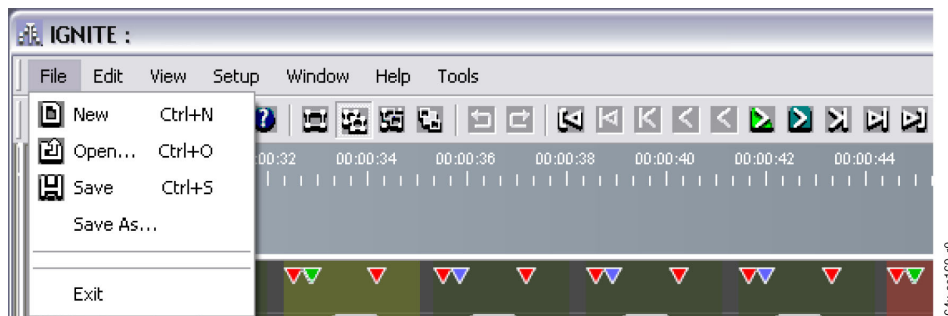 IGNITE :
File Edit View Setup Window Help Tools
New Ctrl+N
Open... Ctrl+O
Save Ctrl+S
Save As...
Exit
:00:32 00:00:34 00:00:36 00:00:38 00:00:40 00:00:42 00:00:44